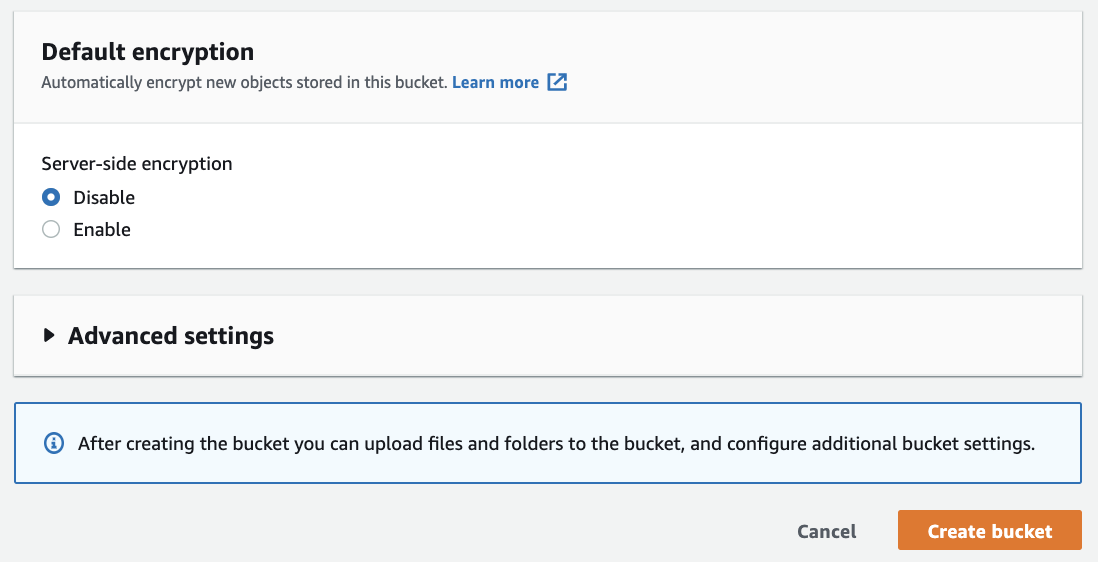 Default encryption
Automatically encrypt new objects stored in this bucket. Learn more
Server-side encryption
Disable
Enable
Advanced settings
After creating the bucket you can upload files and folders to the bucket, and configure additional bucket settings.
Cancel
Create bucket